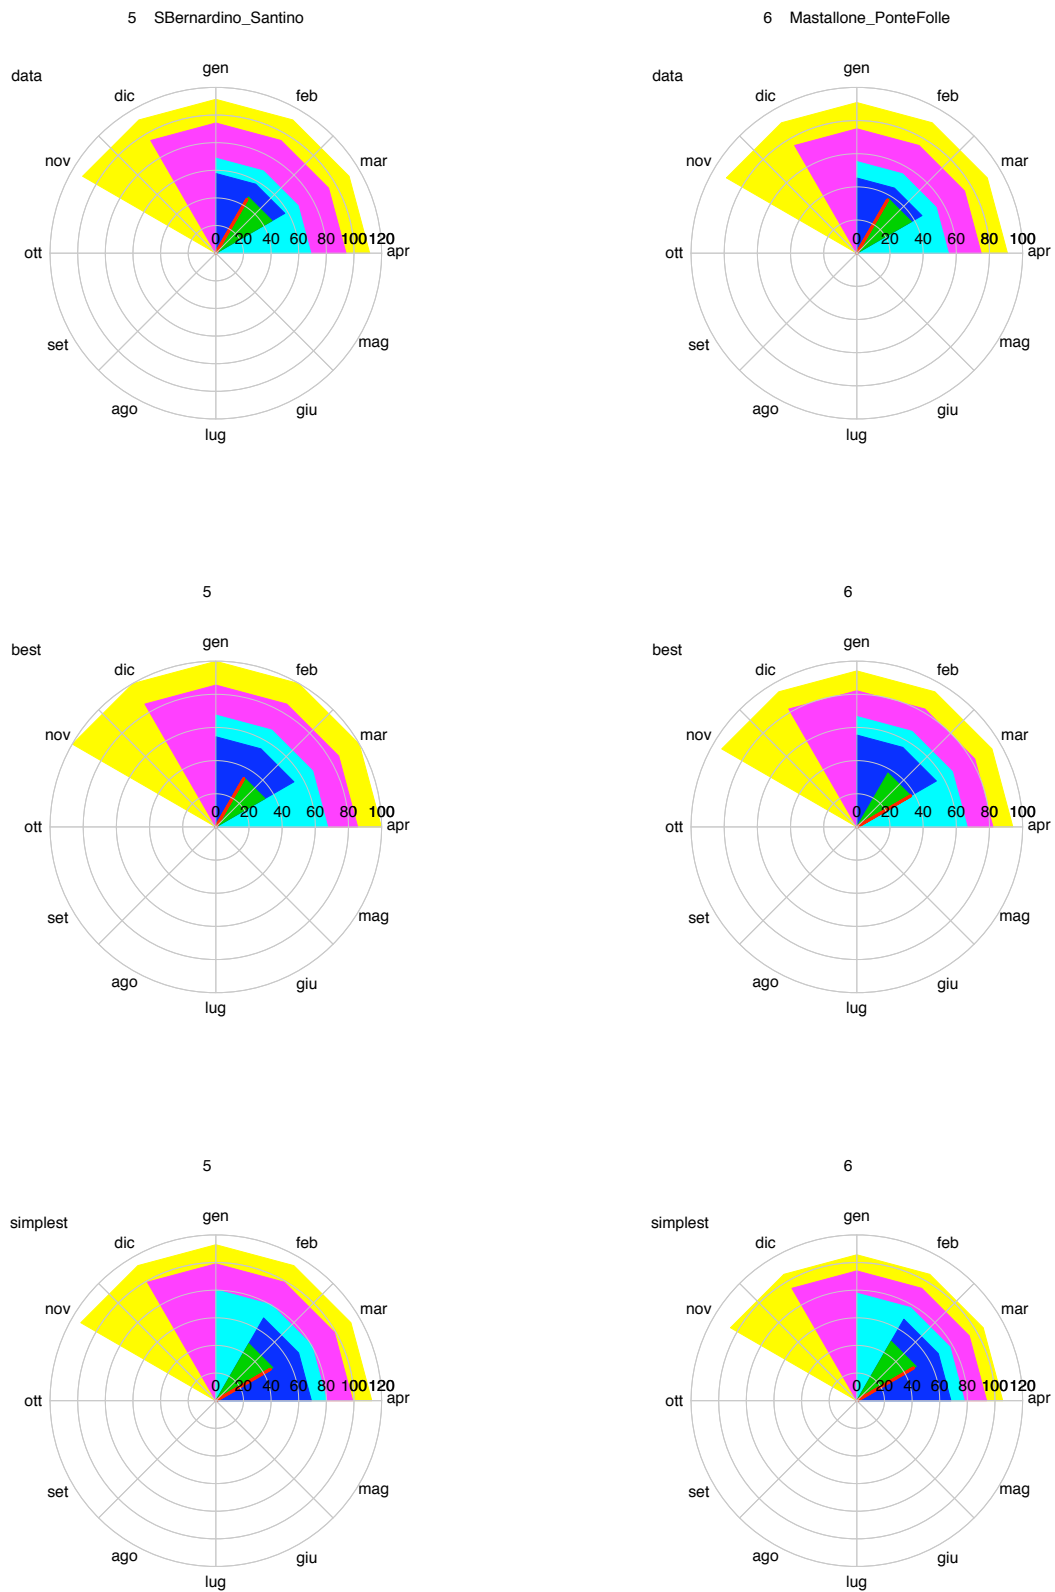 5 SBernardino_Santino
6 Mastallone_PonteFolle
data
gen
dic
feb
nov
mar
ott
0 20 40 60 80 100 120
apr
set
mag
ago
giu
lug
data
gen
dic
feb
nov
mar
ott
0 20 40 60 80 100
apr
set
mag
ago
giu
lug
5
6
best
gen
dic
feb
nov
mar
ott
0 20 40 60 80 100
apr
set
mag
ago
giu
lug
best
gen
dic
feb
nov
mar
ott
0 20 40 60 80 100
apr
set
mag
ago
giu
lug
5
6
simplest
gen
dic
feb
nov
mar
ott
0 20 40 60 80 100 120
apr
set
mag
ago
giu
lug
simplest
gen
dic
feb
nov
mar
ott
0 20 40 60 80 100 120
apr
set
mag
ago
giu
lug